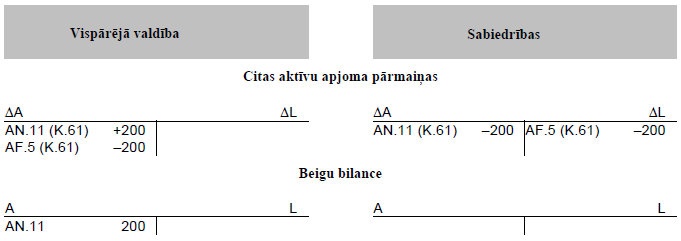 Vispārējā valdība Sabiedrības
Citas aktīvu apjoma pārmaiņas
ΔA ΔL ΔA ΔL
AN.11 (K.61) +200 AN.11 (K.61) –200 AF.5 (K.61) –200
AF.5 (K.61) –200
Beigu bilance
A L A L
AN.11 200